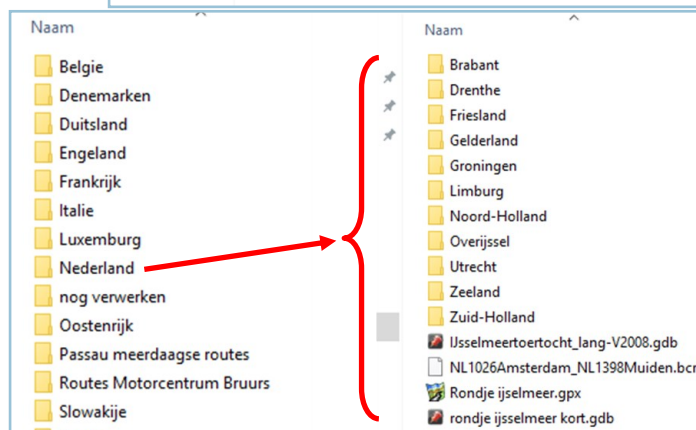 Naam
Belgie
Denemarken
Duitsland
Engeland
Frankrijk
Italie
Luxemburg
Nederland
nog verwerken
Oostenrijk
Passau meerdaagse routes
Routes Motorcentrum Bruurs
Slowakije
Naam
Brabant
Drenthe
Friesland
Gelderland
Groningen
Limburg
Noord-Holland
Overijssel
Utrecht
Zeeland
Zuid-Holland
IJsselmeertoertocht_lang-V2008.gdb
NL1026Amsterdam_NL1398Muiden.bcr
Rondje ijselmeer.gpx
rondje ijsselmeer kort.gdb